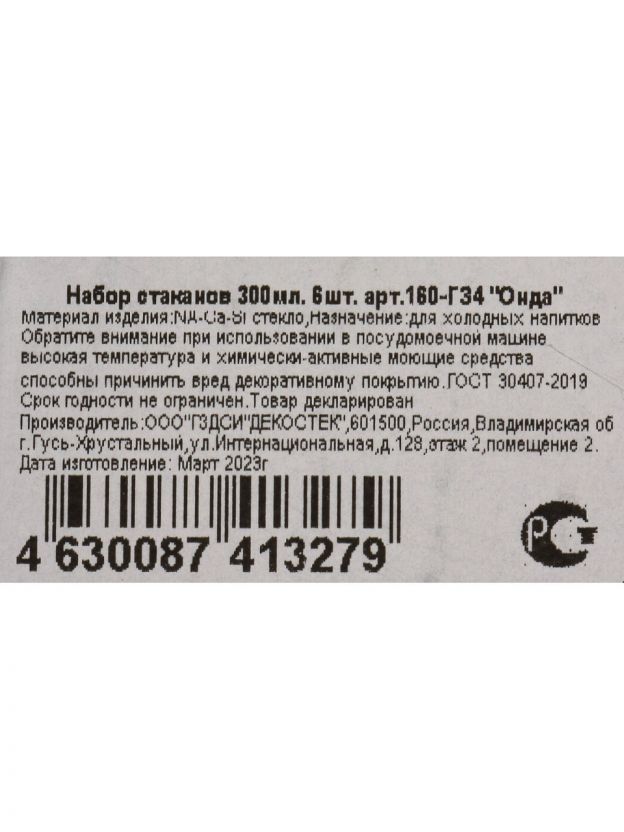 Набор стаканов 300мл. 6шт. арт.160-ГЗ4 "Онда"
Материал изделия:NA-Ca-Si стекло,Назначение:для холодных напитков
Обратите внимание при использовании в посудомоечной машине
высокая температура и химически-активные моющие средства
способны причинить вред декоративному покрытию.ГОСТ 30407-2019
Срок годности не ограничен.Товар декларирован
Производитель:ООО"ГЗДСИ"ДЕКОСТЕК",601500,Россия,Владимирская об
г.Гусь-Хрустальный,ул.Интернациональная,д.128,этаж 2,помещение 2.
Дата изготовление: Март 2023г
4 630087 413279
РСТ